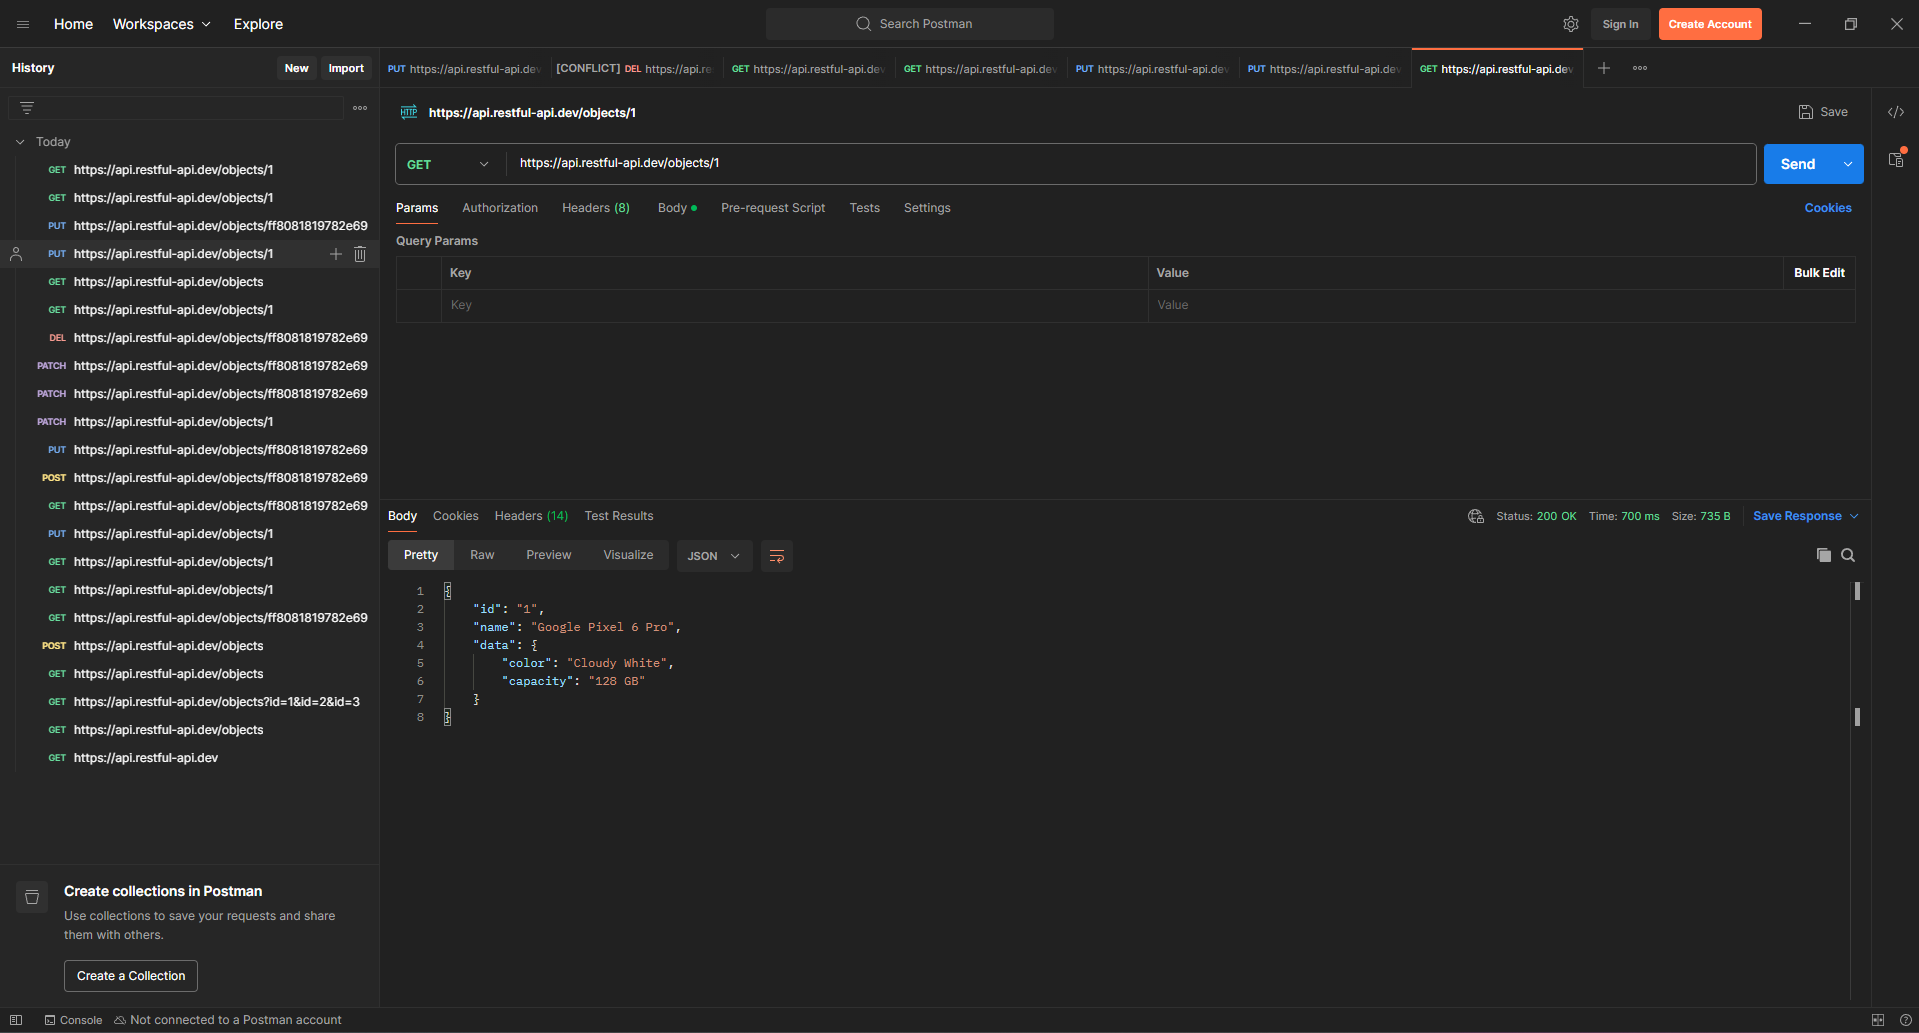 Home Workspaces Explore Search Postman Sign In Create Account
History New Import
PUT https://api.restful-api.dev [CONFLICT] DEL https://api.re GET https://api.restful-api.dev GET https://api.restful-api.dev PUT https://api.restful-api.dev PUT https://api.restful-api.dev GET https://api.restful-api.dev
HTTP https://api.restful-api.dev/objects/1 Save
Today
GET https://api.restful-api.dev/objects/1
GET https://api.restful-api.dev/objects/1
PUT https://api.restful-api.dev/objects/ff8081819782e69
PUT https://api.restful-api.dev/objects/1
GET https://api.restful-api.dev/objects
GET https://api.restful-api.dev/objects/1
DEL https://api.restful-api.dev/objects/ff8081819782e69
PATCH https://api.restful-api.dev/objects/ff8081819782e69
PATCH https://api.restful-api.dev/objects/ff8081819782e69
PATCH https://api.restful-api.dev/objects/1
PUT https://api.restful-api.dev/objects/ff8081819782e69
POST https://api.restful-api.dev/objects/ff8081819782e69
GET https://api.restful-api.dev/objects/ff8081819782e69
PUT https://api.restful-api.dev/objects/1
GET https://api.restful-api.dev/objects/1
GET https://api.restful-api.dev/objects/1
GET https://api.restful-api.dev/objects/ff8081819782e69
POST https://api.restful-api.dev/objects
GET https://api.restful-api.dev/objects
GET https://api.restful-api.dev/objects?id=1&id=2&id=3
GET https://api.restful-api.dev/objects
GET https://api.restful-api.dev
Create collections in Postman
Use collections to save your requests and share
them with others.
Create a Collection
GET https://api.restful-api.dev/objects/1 Send
Params Authorization Headers (8) Body Pre-request Script Tests Settings Cookies
Query Params
Key Value Bulk Edit
Key Value
Body Cookies Headers (14) Test Results Status: 200 OK Time: 700 ms Size: 735 B Save Response
Pretty Raw Preview Visualize JSON
1 {
2 "id": "1",
3 "name": "Google Pixel 6 Pro",
4 "data": {
5 "color": "Cloudy White",
6 "capacity": "128 GB"
7 }
8 }
Console Not connected to a Postman account